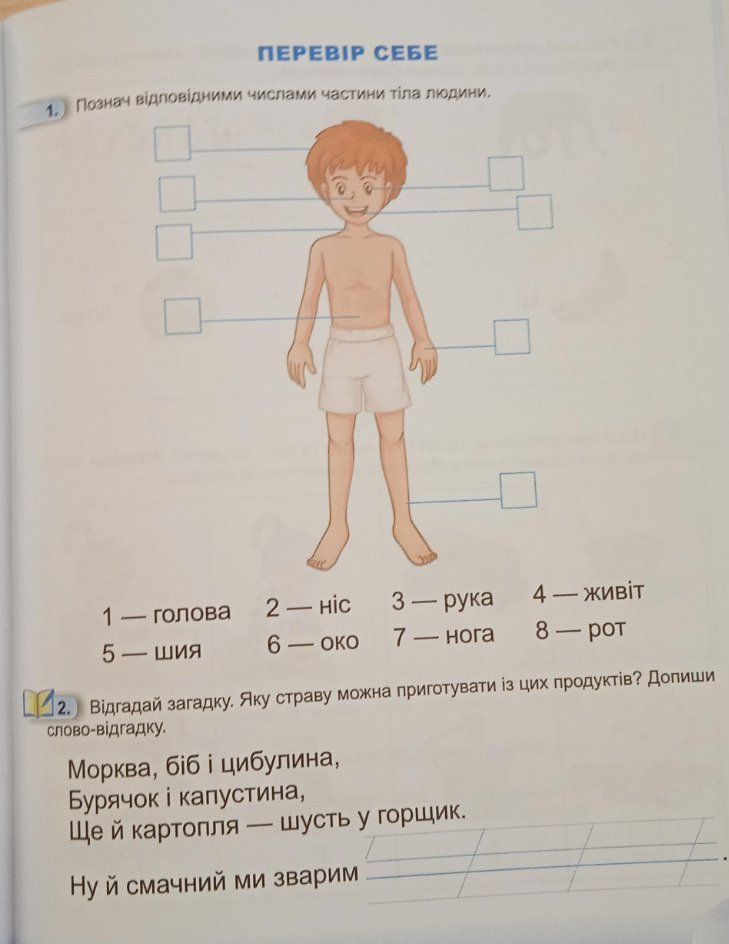 ПЕРЕВІР СЕБЕ
1. Познач відповідними числами частини тіла людини.
1 — голова 2 — ніс 3 — рука 4 — живіт
5 — шия 6 — око 7 — нога 8 — рот
2. Відгадай загадку. Яку страву можна приготувати із цих продуктів? Допиши
слово-відгадку.
Морква, біб і цибулина,
Бурячок і капустина,
Ще й картопля — шусть у горщик.
Ну й смачний ми зварим .